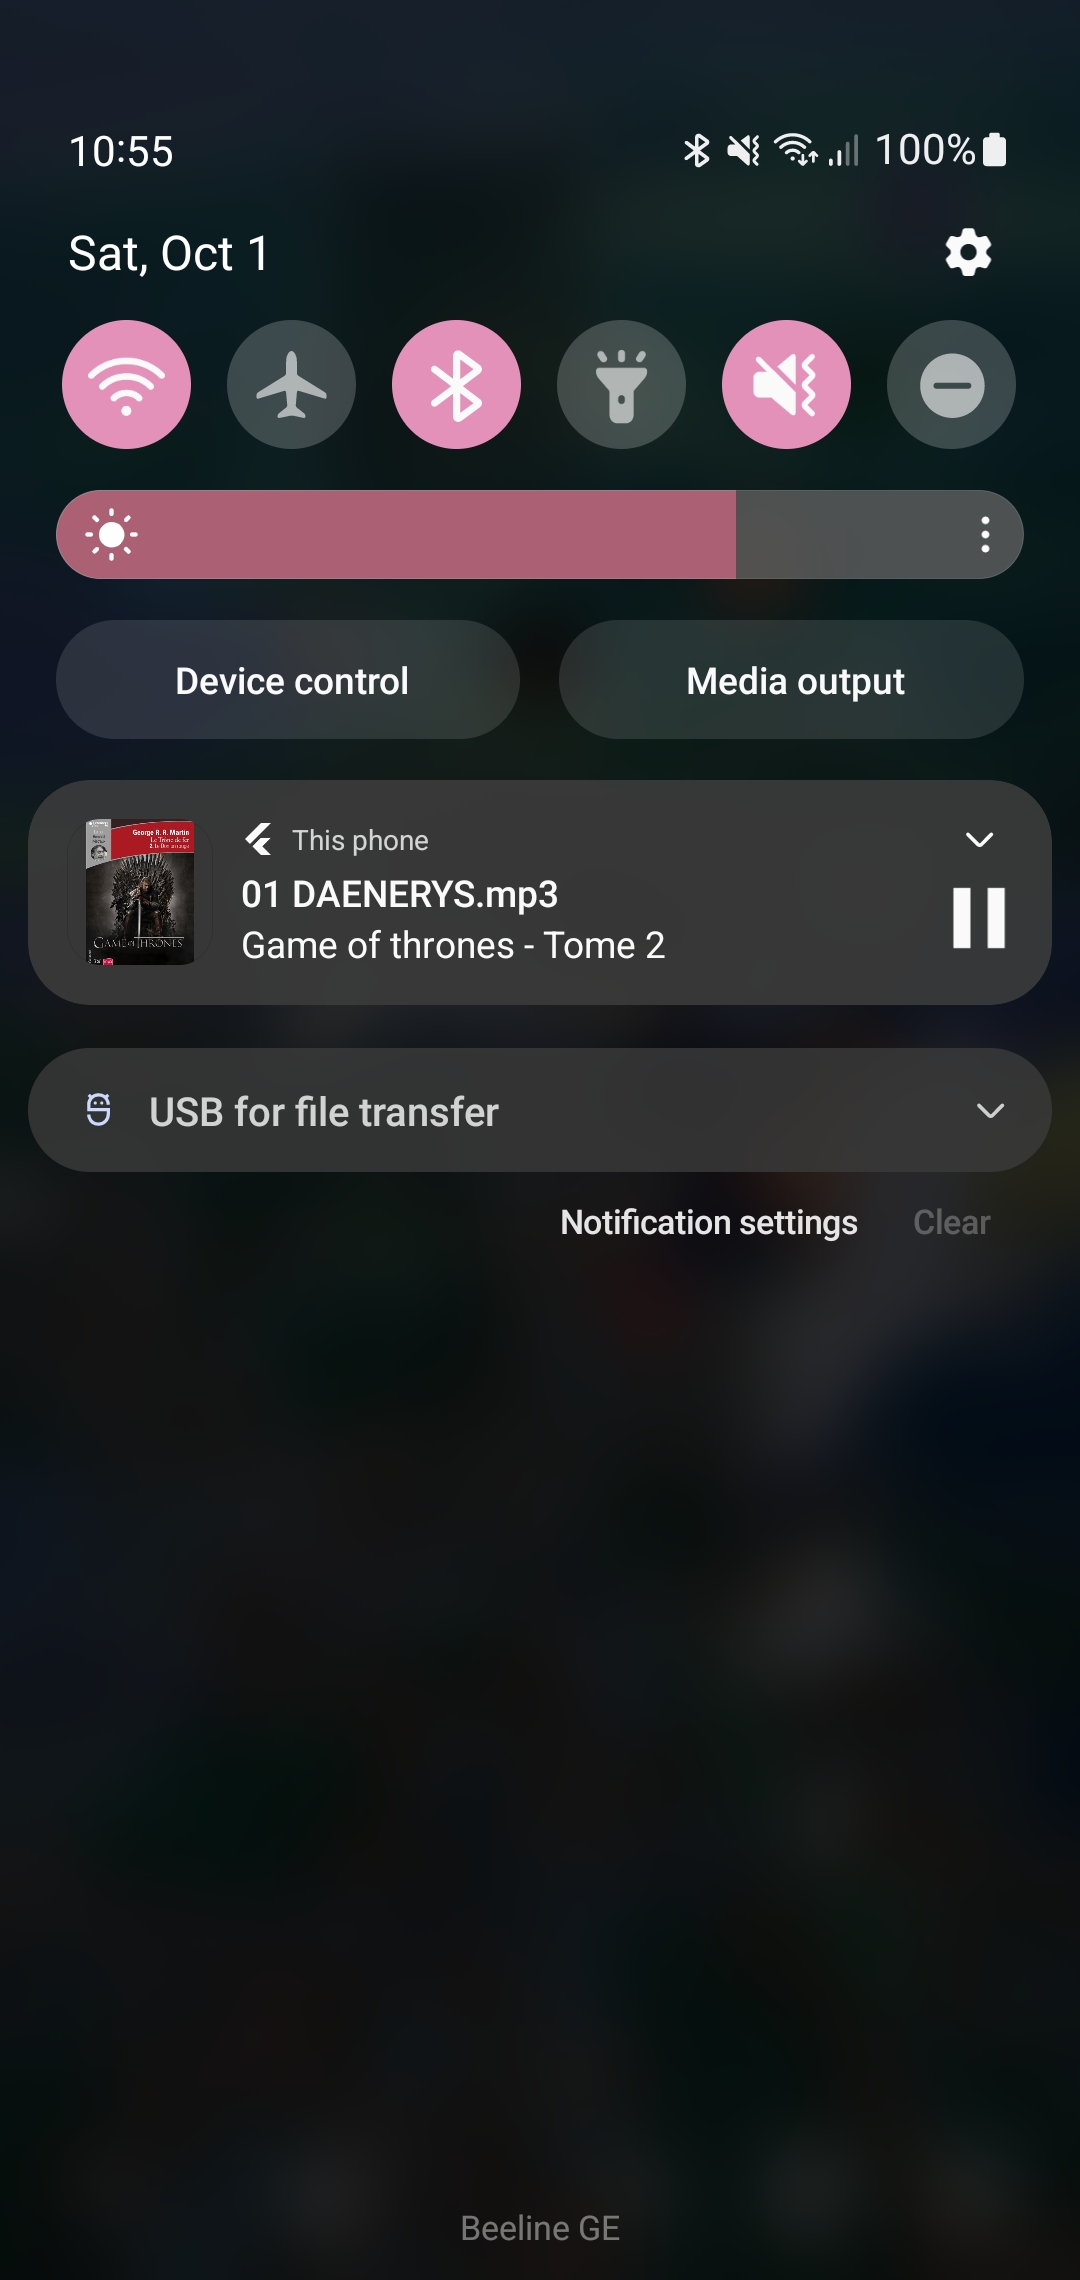 10:55
100%
Sat, Oct 1
Device control
Media output
George R. R. Martin
Le Trône de fer
GAME OF THRONES
This phone
01 DAENERYS.mp3
Game of thrones - Tome 2
USB for file transfer
Notification settings
Clear
Beeline GE